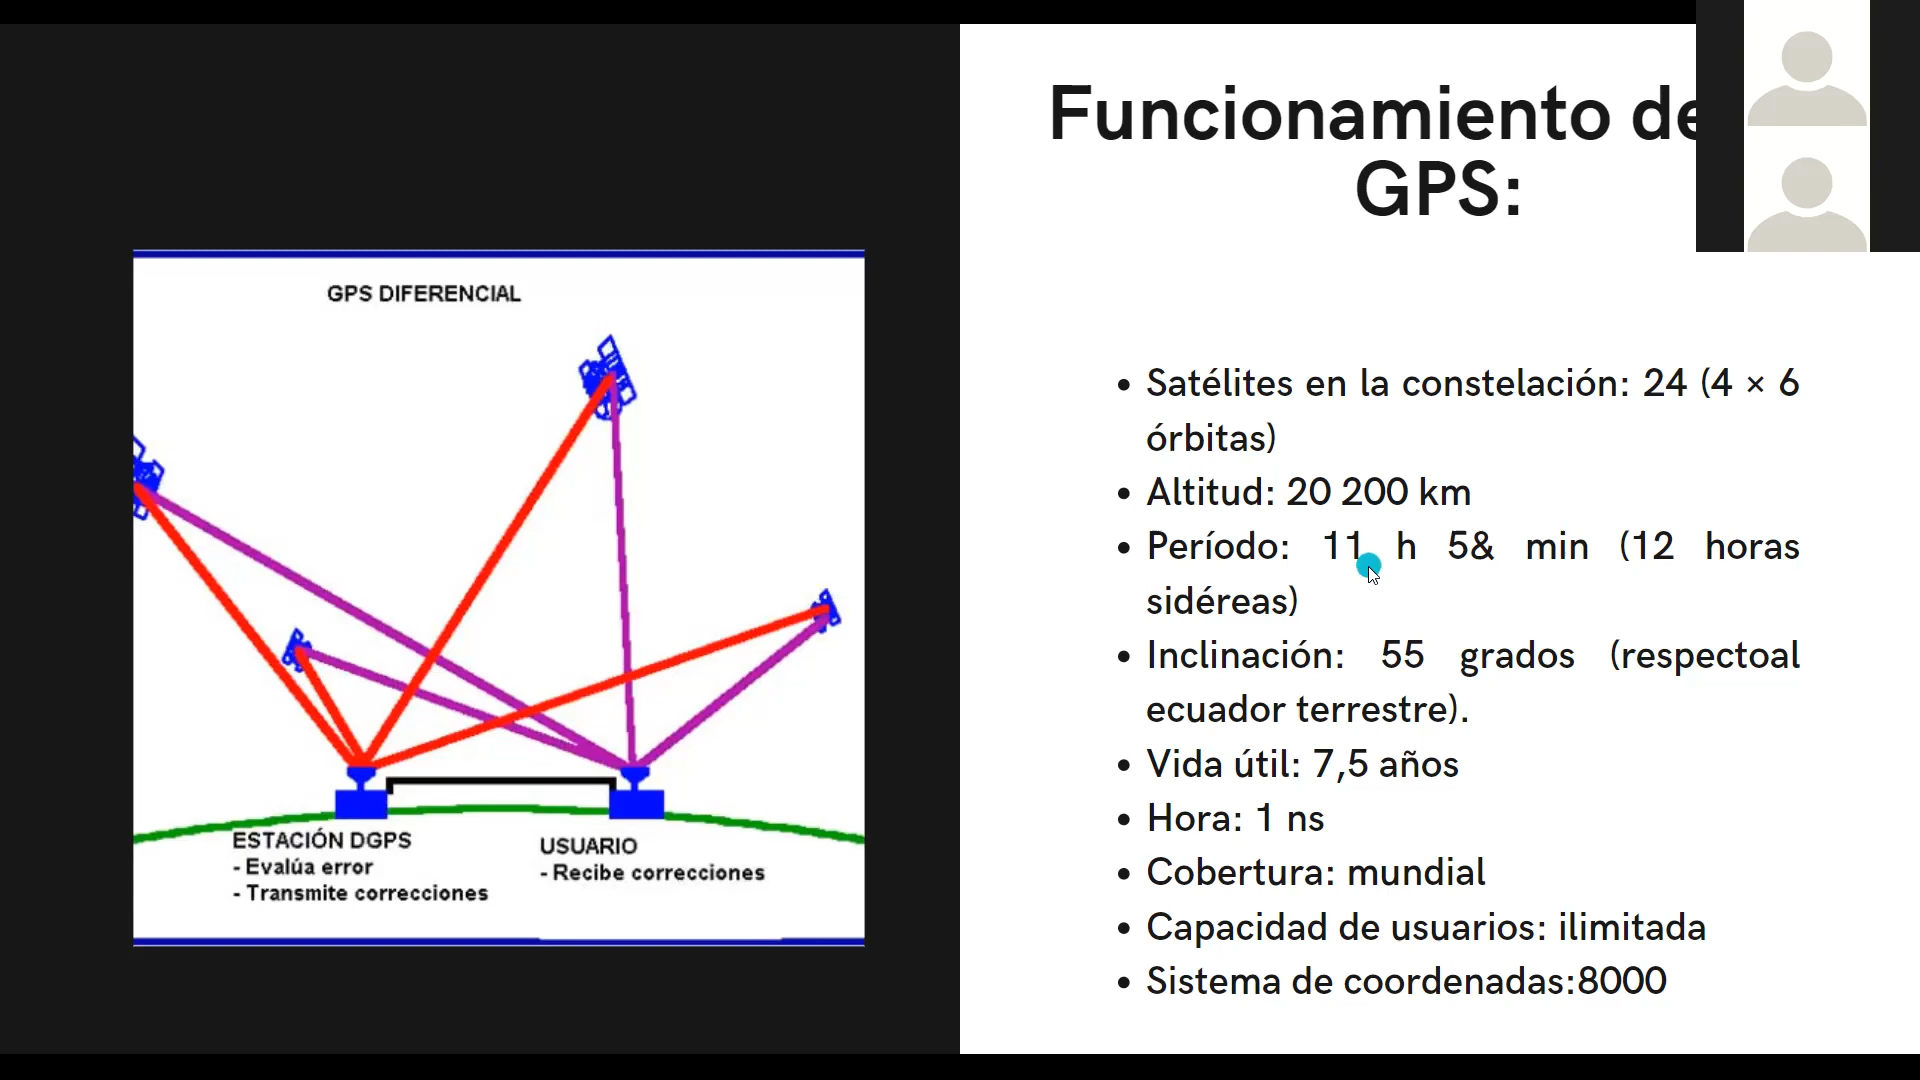 GPS DIFERENCIAL
ESTACIÓN DGPS
- Evalúa error
- Transmite correcciones
USUARIO
- Recibe correcciones
Funcionamiento de
GPS:
• Satélites en la constelación: 24 (4 × 6
órbitas)
• Altitud: 20 200 km
• Período: 11 h 5& min (12 horas
sidéreas)
• Inclinación: 55 grados (respectoal
ecuador terrestre).
• Vida útil: 7,5 años
• Hora: 1 ns
• Cobertura: mundial
• Capacidad de usuarios: ilimitada
• Sistema de coordenadas:8000